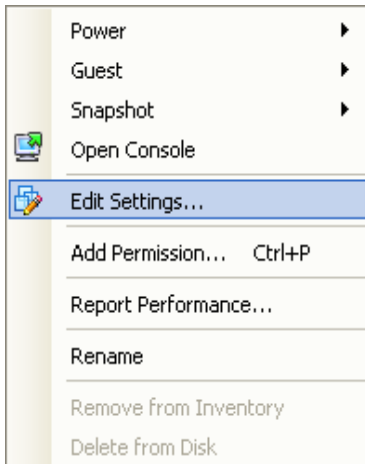 Power
Guest
Snapshot
Open Console
Edit Settings...
Add Permission... Ctrl+P
Report Performance...
Rename
Remove from Inventory
Delete from Disk